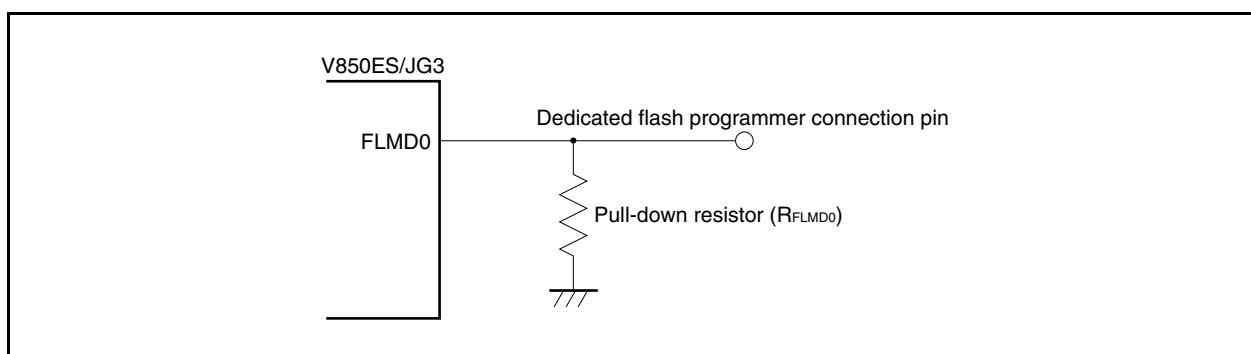 V850ES/JG3
Dedicated flash programmer connection pin
FLMD0
Pull-down resistor (RFLMD0)